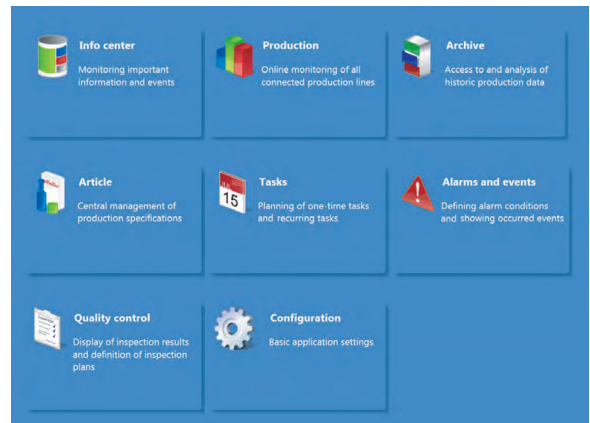 Info center
Monitoring important
information and events
Production
Online monitoring of all
connected production lines
Archive
Access to and analysis of
historic production data
Article
Central management of
production specifications
Tasks
15
Planning of one-time tasks
and recurring tasks
Alarms and events
Defining alarm conditions
and showing occurred events
Quality control
Display of inspection results
and definition of inspection
plans
Configuration
Basic application settings